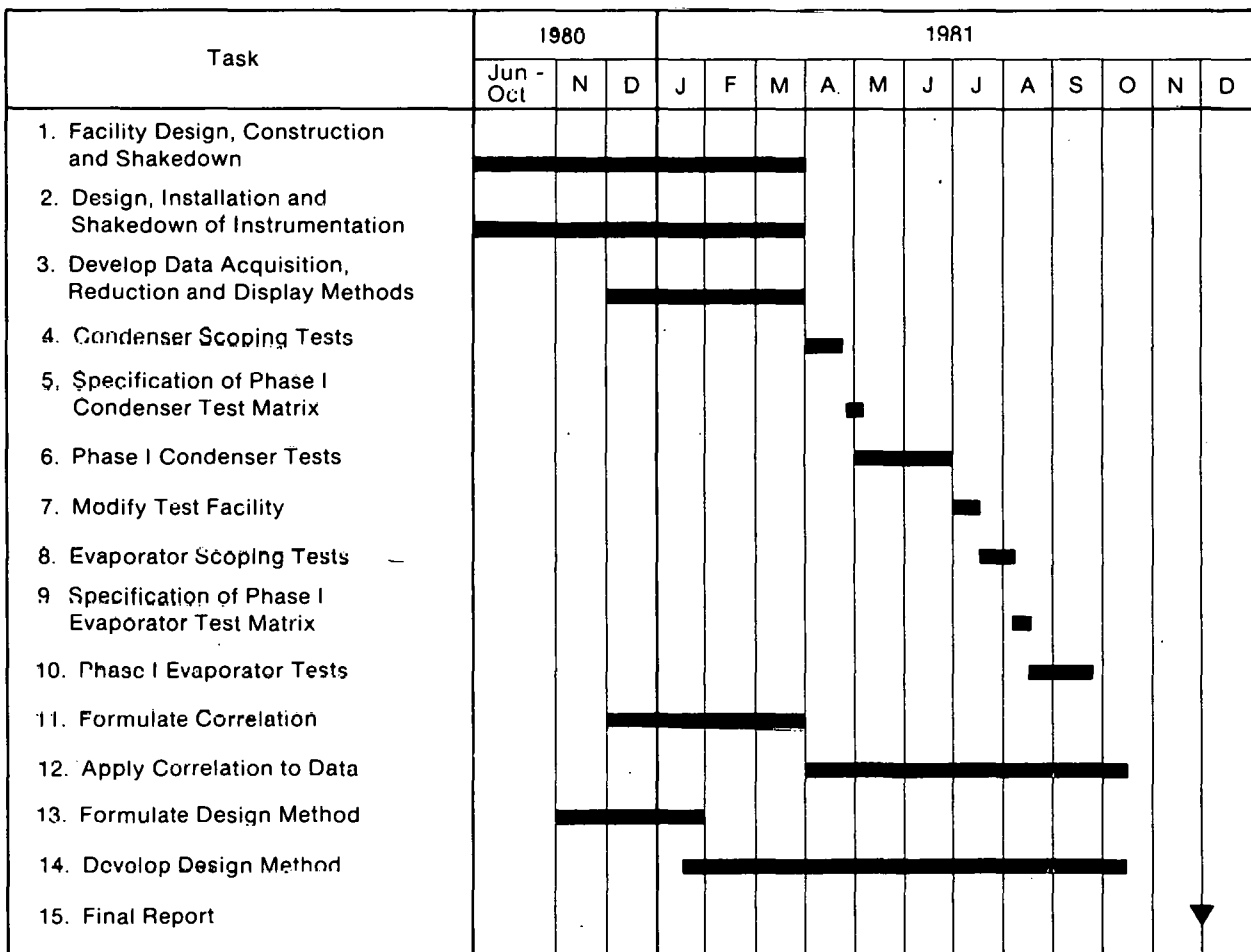 Task
1980
1981
Jun -
Oct
N
D
J
F
M
A
M
J
J
A
S
O
N
D
1. Facility Design, Construction
and Shakedown
2. Design, Installation and
Shakedown of Instrumentation
3. Develop Data Acquisition,
Reduction and Display Methods
4. Condenser Scoping Tests
5. Specification of Phase I
Condenser Test Matrix
6. Phase I Condenser Tests
7. Modify Test Facility
8. Evaporator Scoping Tests
9 Specification of Phase I
Evaporator Test Matrix
10. Phase I Evaporator Tests
11. Formulate Correlation
12. Apply Correlation to Data
13. Formulate Design Method
14. Develop Design Method
15. Final Report